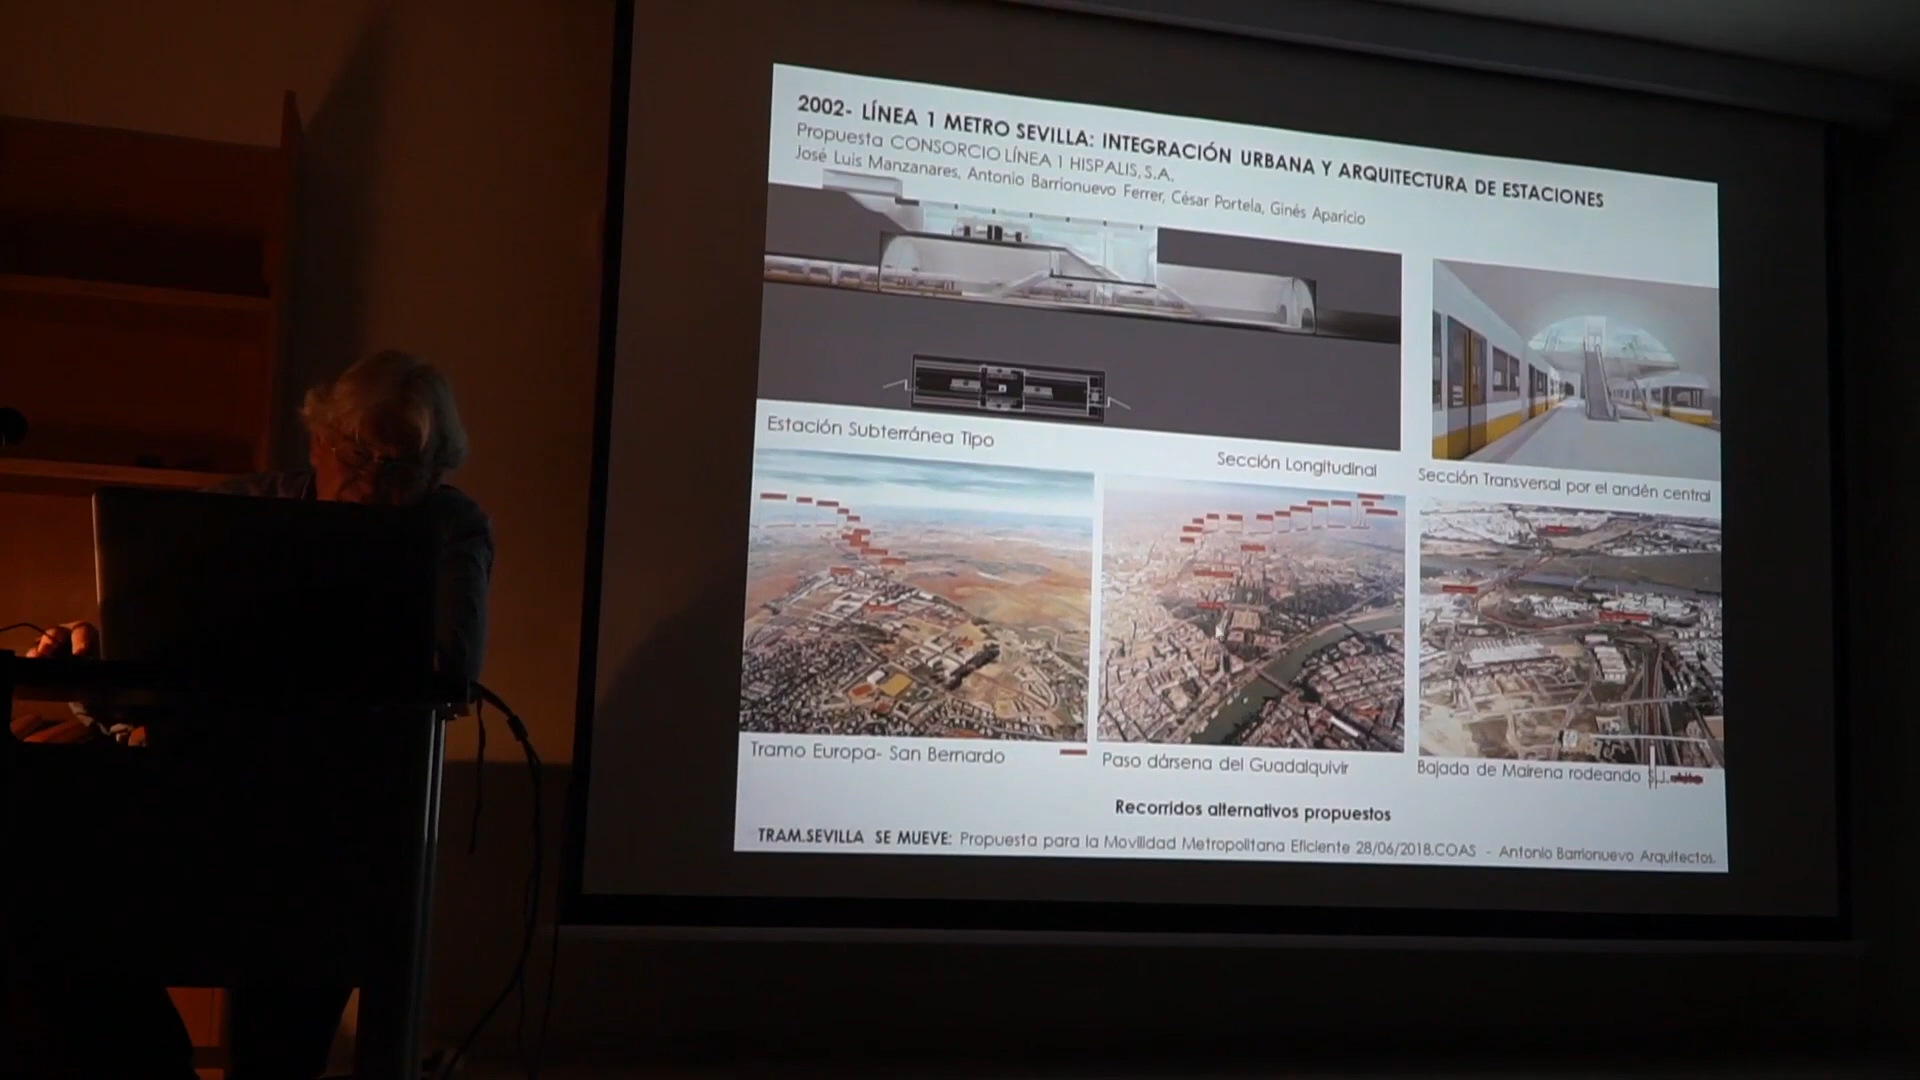 2002- LÍNEA 1 METRO SEVILLA: INTEGRACIÓN URBANA Y ARQUITECTURA DE ESTACIONES
Propuesta CONSORCIO LÍNEA 1 HISPALIS, S.A.
José Luis Manzanares, Antonio Barrionuevo Ferrer, César Portela, Ginés Aparicio
Estación Subterránea Tipo
Sección Longitudinal
Sección Transversal por el andén central
Tramo Europa- San Bernardo
Paso dársena del Guadalquivir
Bajada de Mairena rodeando S.J.
Recorridos alternativos propuestos
TRAM.SEVILLA SE MUEVE: Propuesta para la Movilidad Metropolitana Eficiente 28/06/2018.COAS - Antonio Barrionuevo Arquitectos.